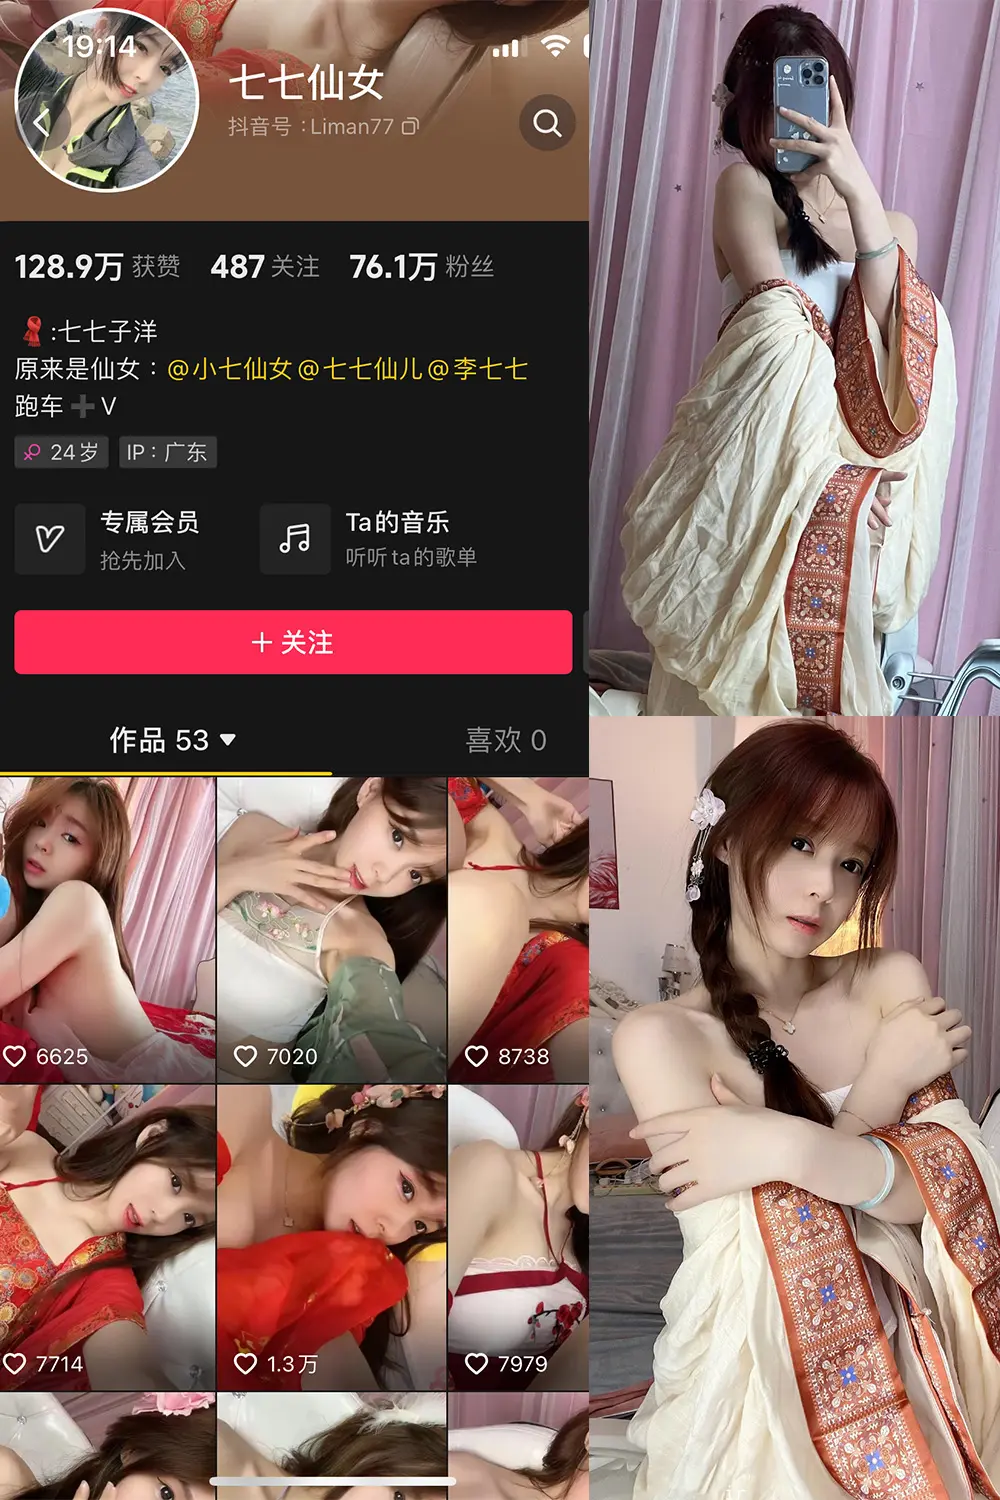 19:14
七七仙女
抖音号：Liman77
128.9万 获赞 487 关注 76.1万 粉丝
:七七子洋
原来是仙女：@小七仙女@七七仙儿@李七七
跑车➕V
24岁 IP：广东
专属会员
抢先加入
Ta的音乐
听听ta的歌单
+ 关注
作品 53
喜欢 0
6625
7020
8738
7714
1.3万
7979